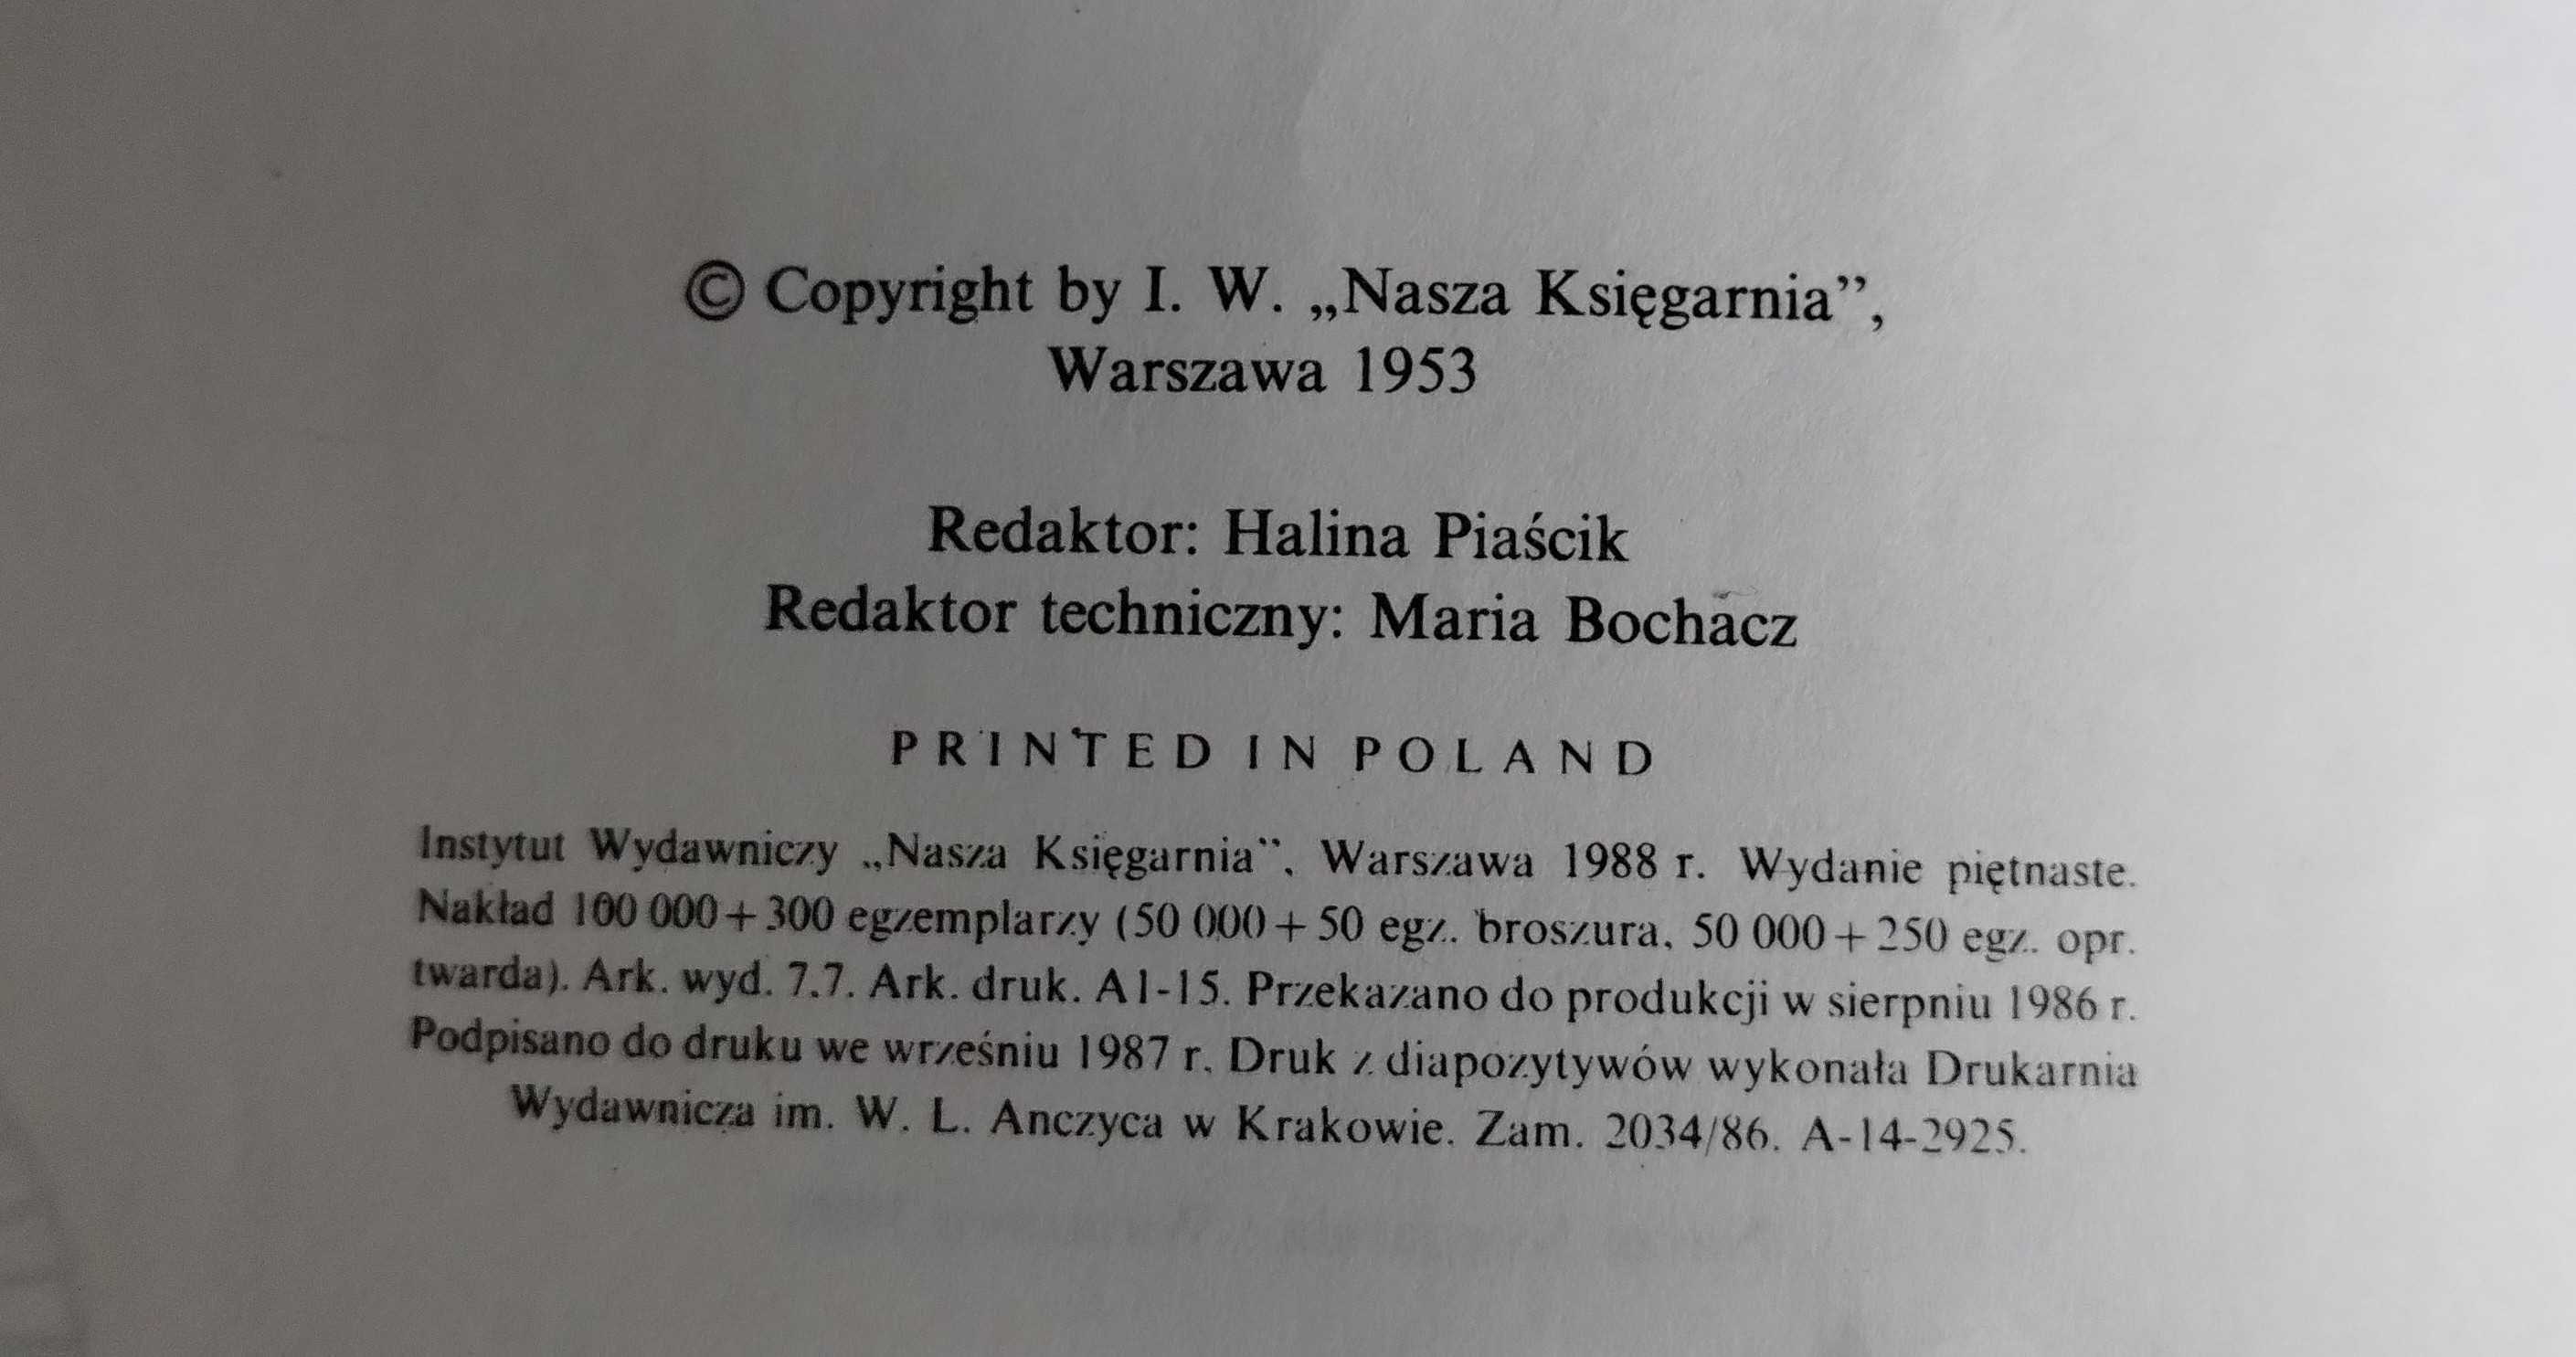 © Copyright by I. W. „Nasza Księgarnia”,
Warszawa 1953
Redaktor: Halina Piaścik
Redaktor techniczny: Maria Bochacz
PRINTED IN POLAND
Instytut Wydawniczy „Nasza Księgarnia”, Warszawa 1988 r. Wydanie piętnaste.
Nakład 100 000 + 300 egzemplarzy (50 000 + 50 egz. broszura, 50 000 + 250 egz. opr.
twarda). Ark. wyd. 7,7. Ark. druk. A1-15. Przekazano do produkcji w sierpniu 1986 r.
Podpisano do druku we wrześniu 1987 r. Druk z diapozytywów wykonała Drukarnia
Wydawnicza im. W. L. Anczyca w Krakowie. Zam. 2034/86. A-14-2925.